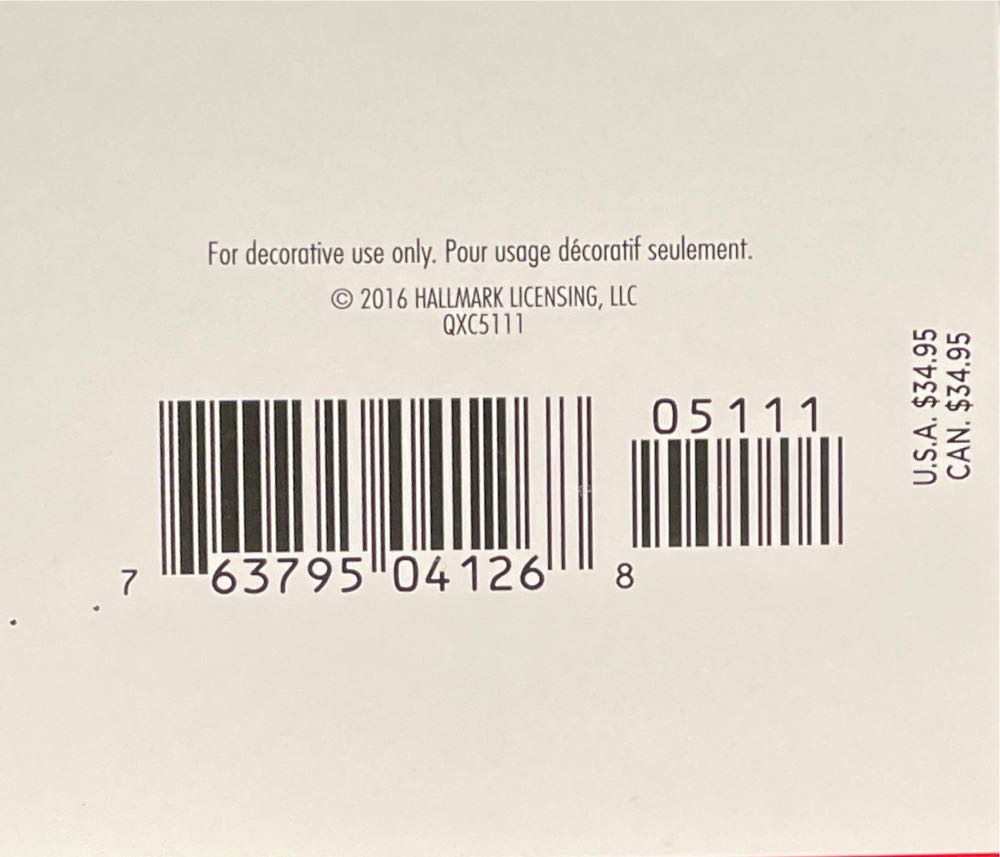 For decorative use only. Pour usage décoratif seulement.
© 2016 HALLMARK LICENSING, LLC
QXC5111
05111
7 63795 04126 8
U.S.A. $34.95
CAN. $34.95